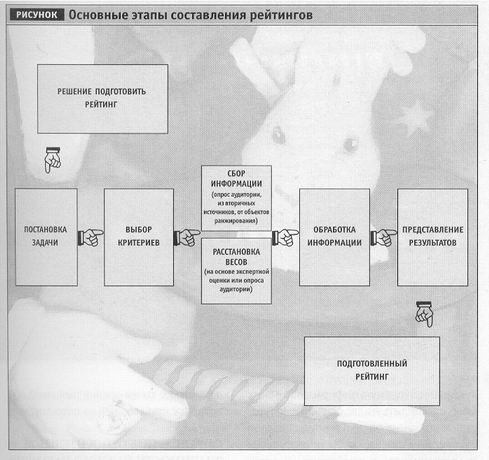 РИСУНОК Основные этапы составления рейтингов
РЕШЕНИЕ ПОДГОТОВИТЬ
РЕЙТИНГ
ПОСТАНОВКА
ЗАДАЧИ
ВЫБОР
КРИТЕРИЕВ
СБОР
ИНФОРМАЦИИ
(опрос аудитории,
из вторичных
источников, от объектов
ранжирования)
РАССТАНОВКА
ВЕСОВ
(на основе экспертной
оценки или опроса
аудитории)
ОБРАБОТКА
ИНФОРМАЦИИ
ПРЕДСТАВЛЕНИЕ
РЕЗУЛЬТАТОВ
ПОДГОТОВЛЕННЫЙ
РЕЙТИНГ